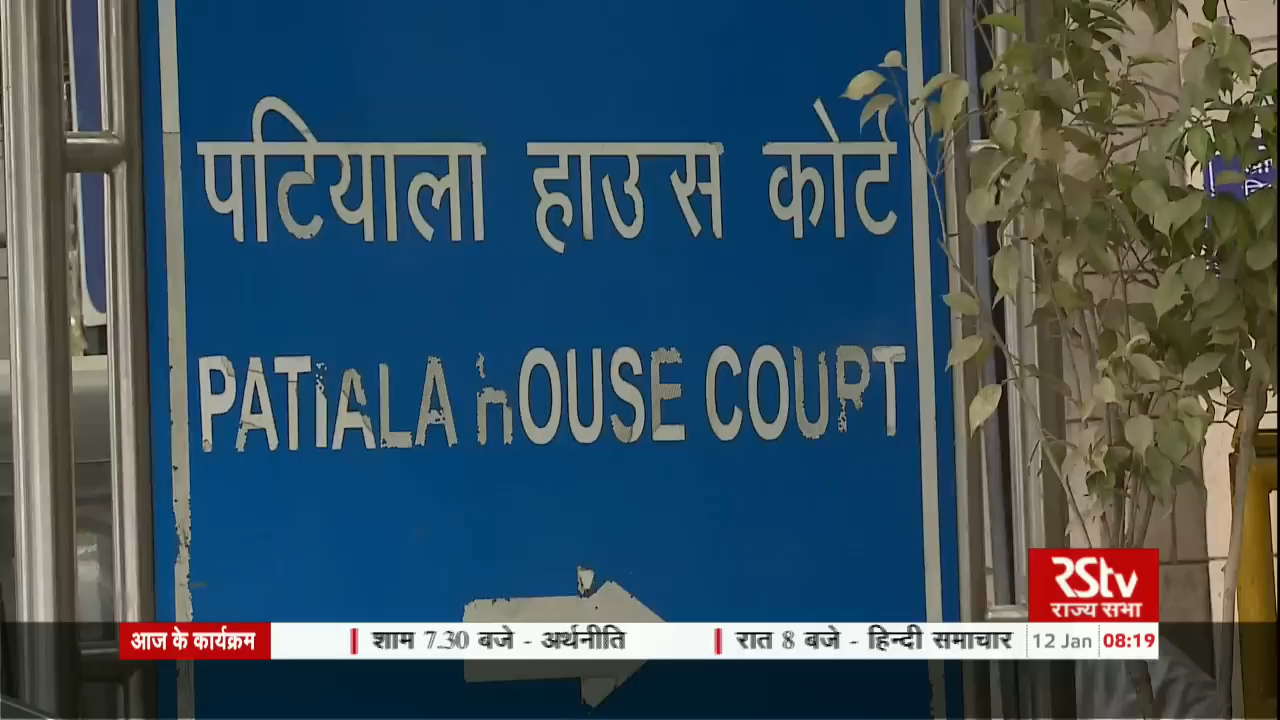 पटियाला हाउस कोर्ट
PATIALA HOUSE COURT
RStv
राज्य सभा
आज के कार्यक्रम | शाम 7.30 बजे - अर्थनीति | रात 8 बजे - हिन्दी समाचार 12 Jan 08:19